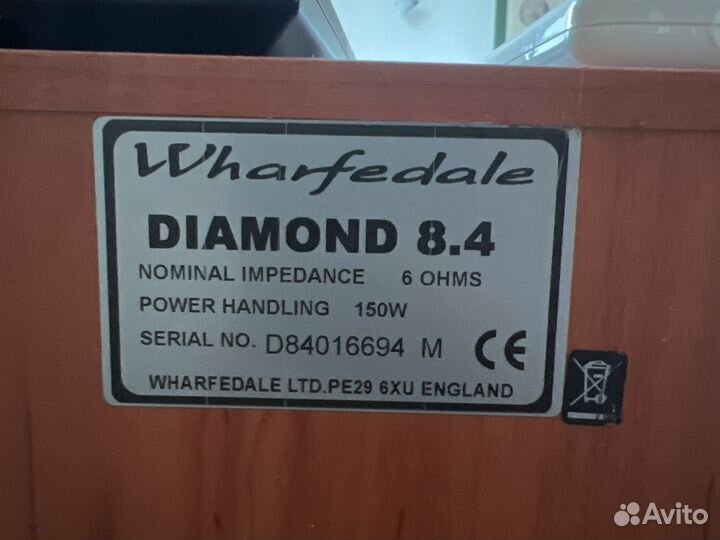 Wharfedale
DIAMOND 8.4
NOMINAL IMPEDANCE 6 OHMS
POWER HANDLING 150W
SERIAL NO. D84016694 M CE
WHARFEDALE LTD.PE29 6XU ENGLAND
Avito